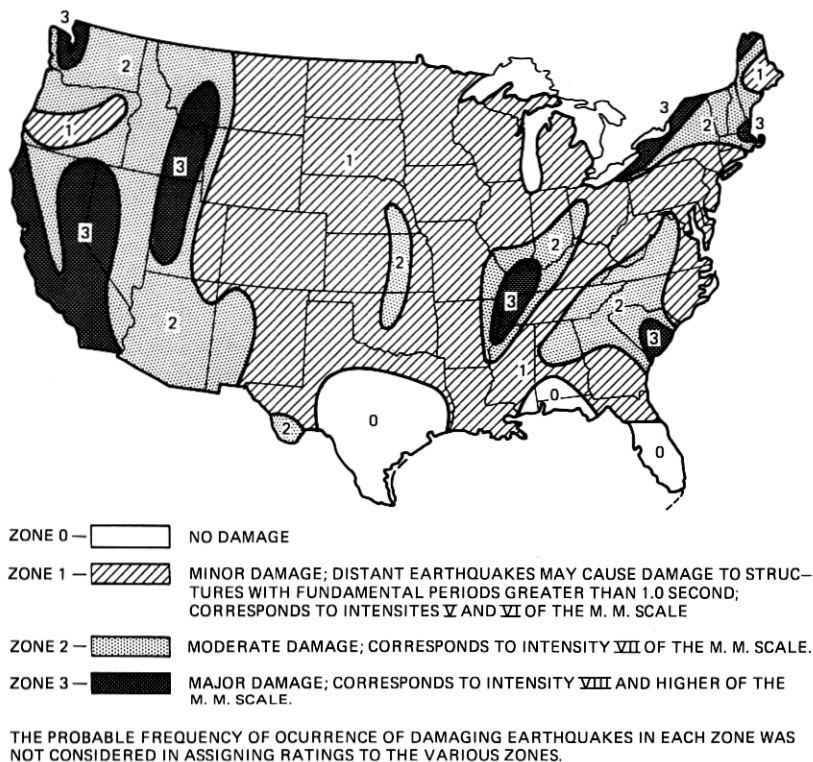 3
2
1
3
3
2
1
2
2
3
2
3
1
0
0
0
2
3
2
3
1
ZONE 0 — NO DAMAGE
ZONE 1 — MINOR DAMAGE; DISTANT EARTHQUAKES MAY CAUSE DAMAGE TO STRUC–
TURES WITH FUNDAMENTAL PERIODS GREATER THAN 1.0 SECOND;
CORRESPONDS TO INTENSITES V AND VI OF THE M. M. SCALE
ZONE 2 — MODERATE DAMAGE; CORRESPONDS TO INTENSITY VII OF THE M. M. SCALE.
ZONE 3 — MAJOR DAMAGE; CORRESPONDS TO INTENSITY VIII AND HIGHER OF THE
M. M. SCALE.
THE PROBABLE FREQUENCY OF OCURRENCE OF DAMAGING EARTHQUAKES IN EACH ZONE WAS
NOT CONSIDERED IN ASSIGNING RATINGS TO THE VARIOUS ZONES.